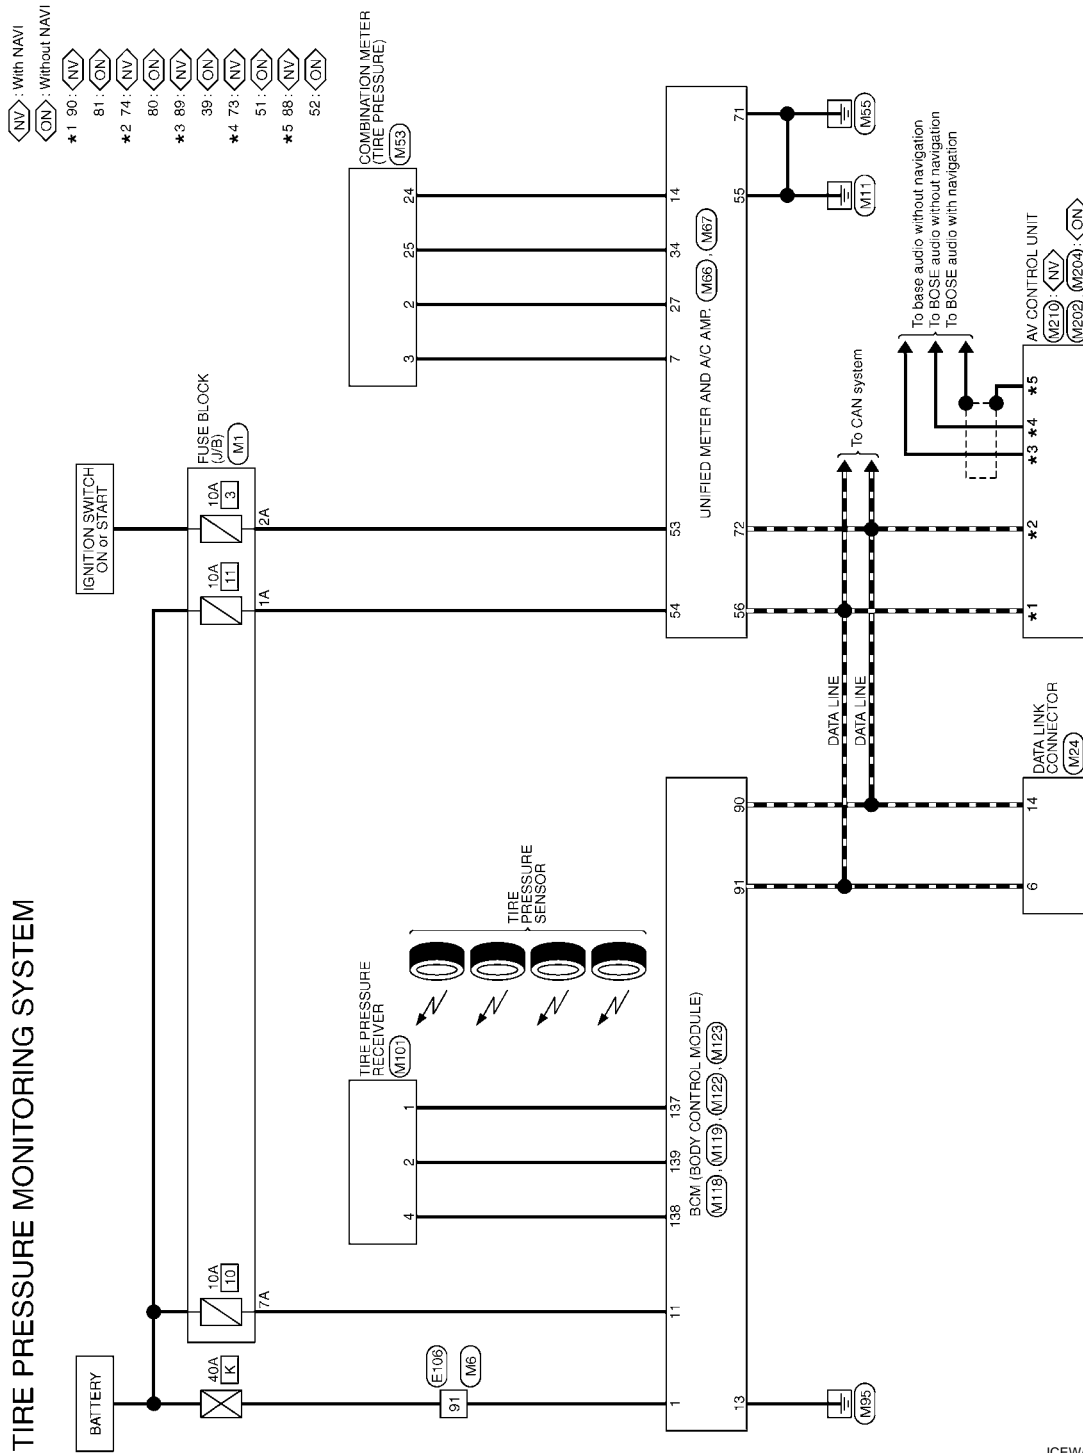 TIRE PRESSURE MONITORING SYSTEM
NV : With NAVI
ON : Without NAVI
★1 90: NV
81: ON
★2 74: NV
80: ON
★3 89: NV
39: ON
★4 73: NV
51: ON
★5 88: NV
52: ON
BATTERY
IGNITION SWITCH
ON or START
40A
K
10A
10
10A
11
10A
3
FUSE BLOCK
(J/B)
M1
7A
1A
2A
91
E106
M6
TIRE PRESSURE
RECEIVER
M101
4 2 1
TIRE
PRESSURE
SENSOR
COMBINATION METER
(TIRE PRESSURE)
M53
3 2 25 24
1 11 138 139 137
BCM (BODY CONTROL MODULE)
M118 , M119 , M122 , M123
13 91 90
M95
54 53 7 27 34 14
UNIFIED METER AND A/C AMP. M66 , M67
56 72 55 71
M11
M55
DATA LINE
DATA LINE
To CAN system
To base audio without navigation
To BOSE audio without navigation
To BOSE audio with navigation
6 14
DATA LINK
CONNECTOR
M24
★1 ★2 ★3 ★4 ★5
AV CONTROL UNIT
M210 : NV
M202 , M204 : ON